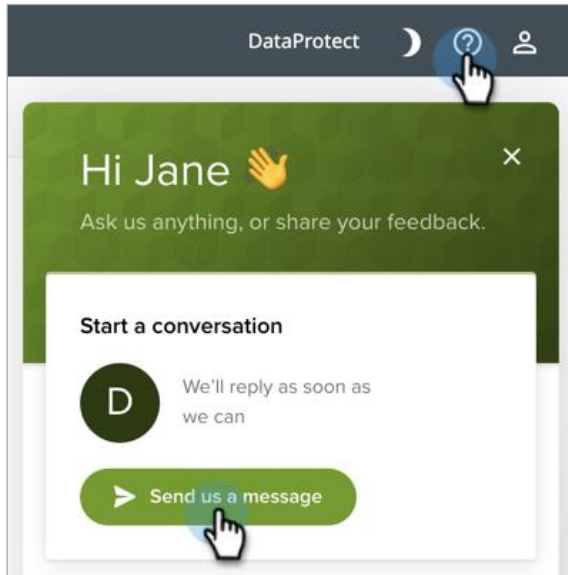 DataProtect
Hi Jane 👋
Ask us anything, or share your feedback.
Start a conversation
D
We'll reply as soon as
we can
Send us a message